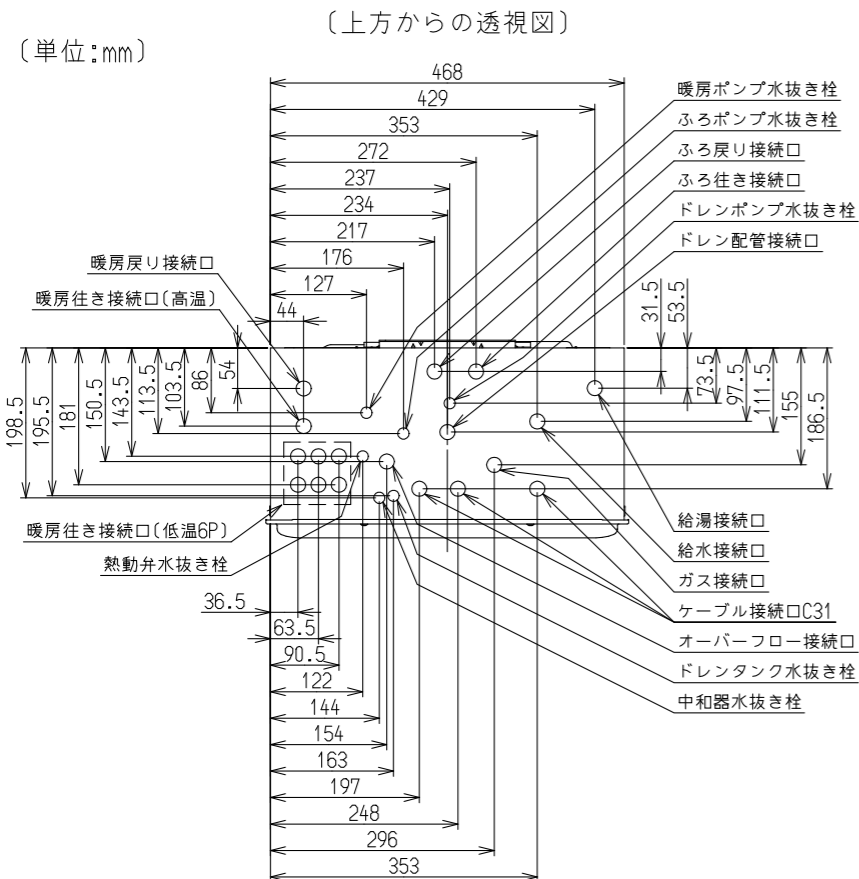 〔上方からの透視図〕
〔単位:mm〕
468
429
353
272
237
234
217
176
127
44
暖房ポンプ水抜き栓
ふろポンプ水抜き栓
ふろ戻り接続口
ふろ往き接続口
ドレンポンプ水抜き栓
ドレン配管接続口
暖房戻り接続口
暖房往き接続口(高温)
198.5
195.5
181
150.5
143.5
113.5
103.5
86
54
31.5
53.5
73.5
97.5
111.5
155
186.5
暖房往き接続口(低温6P)
熱動弁水抜き栓
給湯接続口
給水接続口
ガス接続口
ケーブル接続口C31
オーバーフロー接続口
ドレンタンク水抜き栓
中和器水抜き栓
36.5
63.5
90.5
122
144
154
163
197
248
296
353